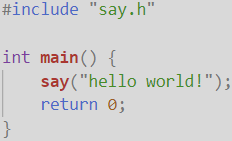 #include "say.h"

int main() {
    say("hello world!");
    return 0;
}